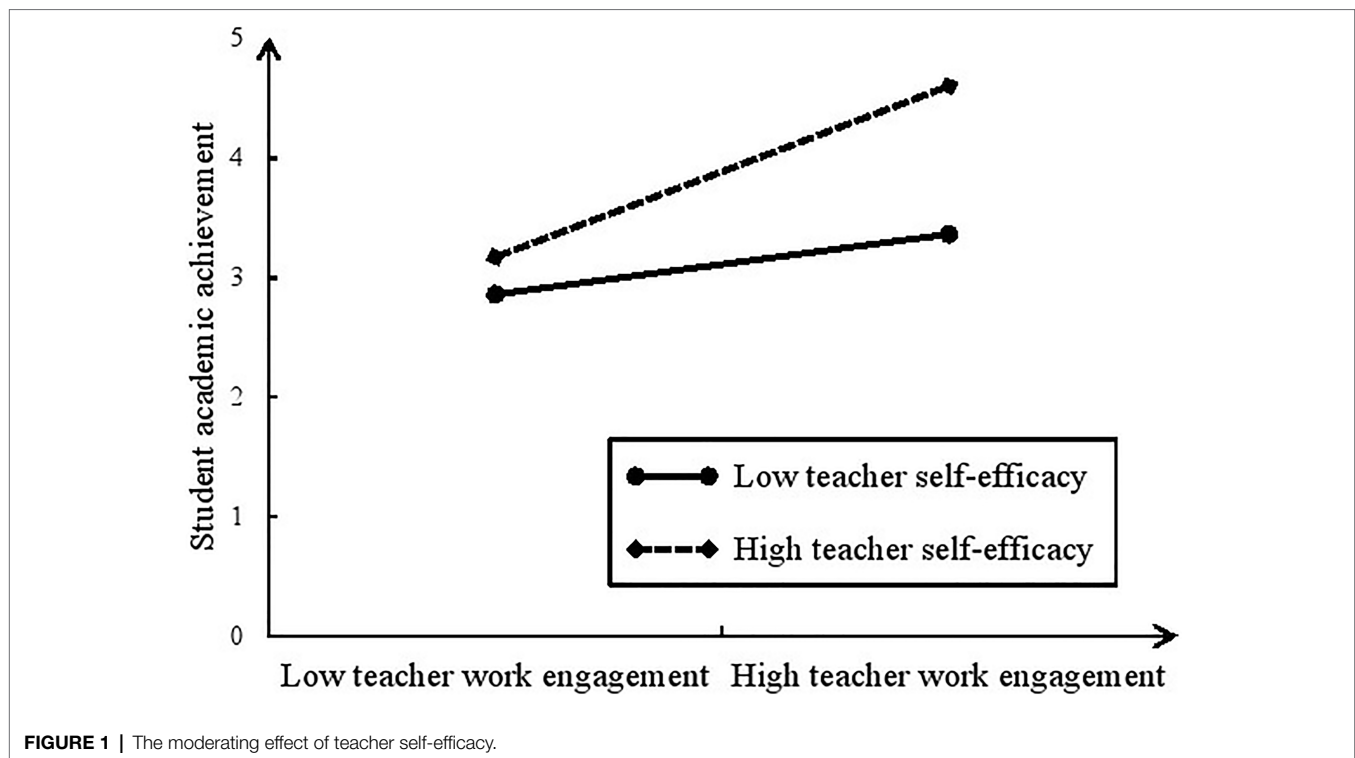 5
4
3
2
1
0
Student academic achievement
Low teacher self-efficacy
High teacher self-efficacy
Low teacher work engagement High teacher work engagement
FIGURE 1 | The moderating effect of teacher self-efficacy.